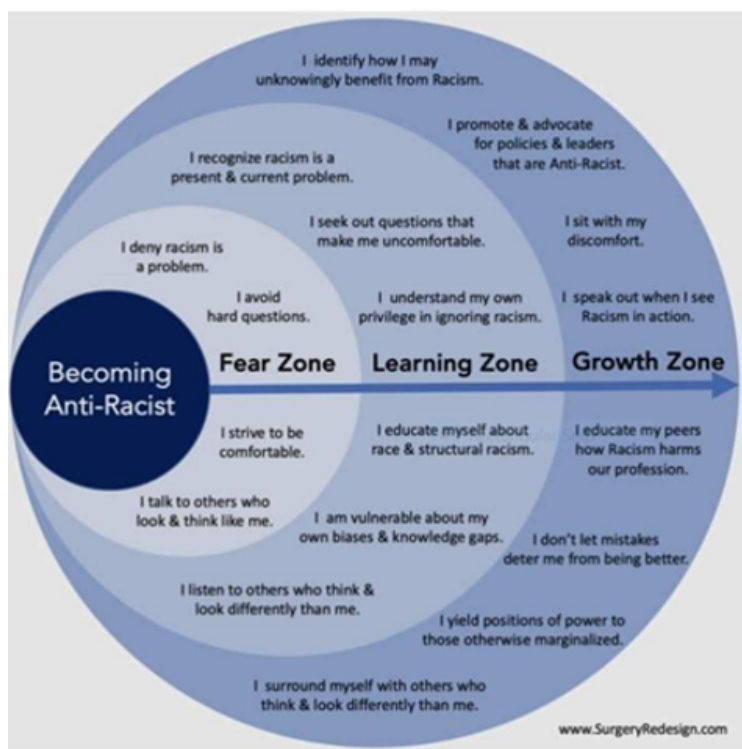 I identify how I may
unknowingly benefit from Racism.
I promote & advocate
for policies & leaders
that are Anti-Racist.
I recognize racism is a
present & current problem.
I seek out questions that
make me uncomfortable.
I sit with my
discomfort.
I deny racism is
a problem.
I avoid
hard questions.
I understand my own
privilege in ignoring racism.
I speak out when I see
Racism in action.
Becoming
Anti-Racist
Fear Zone
Learning Zone
Growth Zone
I strive to be
comfortable.
I educate myself about
race & structural racism.
I educate my peers
how Racism harms
our profession.
I talk to others who
look & think like me.
I am vulnerable about my
own biases & knowledge gaps.
I don't let mistakes
deter me from being better.
I listen to others who think &
look differently than me.
I yield positions of power to
those otherwise marginalized.
I surround myself with others who
think & look differently than me.
www.SurgeryRedesign.com